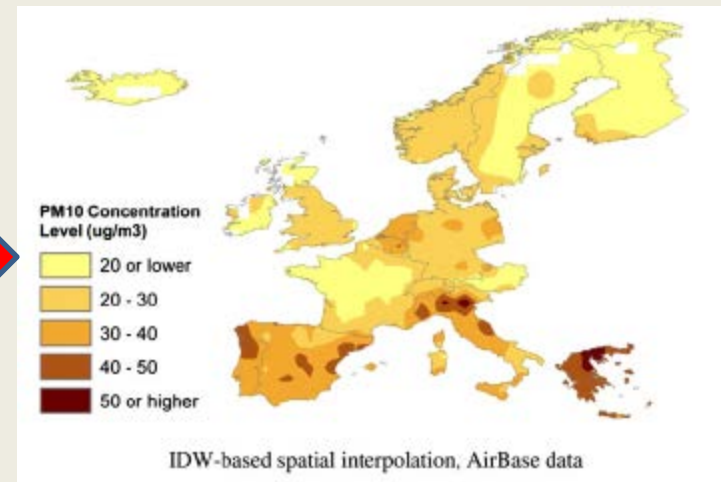 PM10 Concentration
Level (ug/m3)
20 or lower
20 - 30
30 - 40
40 - 50
50 or higher
IDW-based spatial interpolation, AirBase data